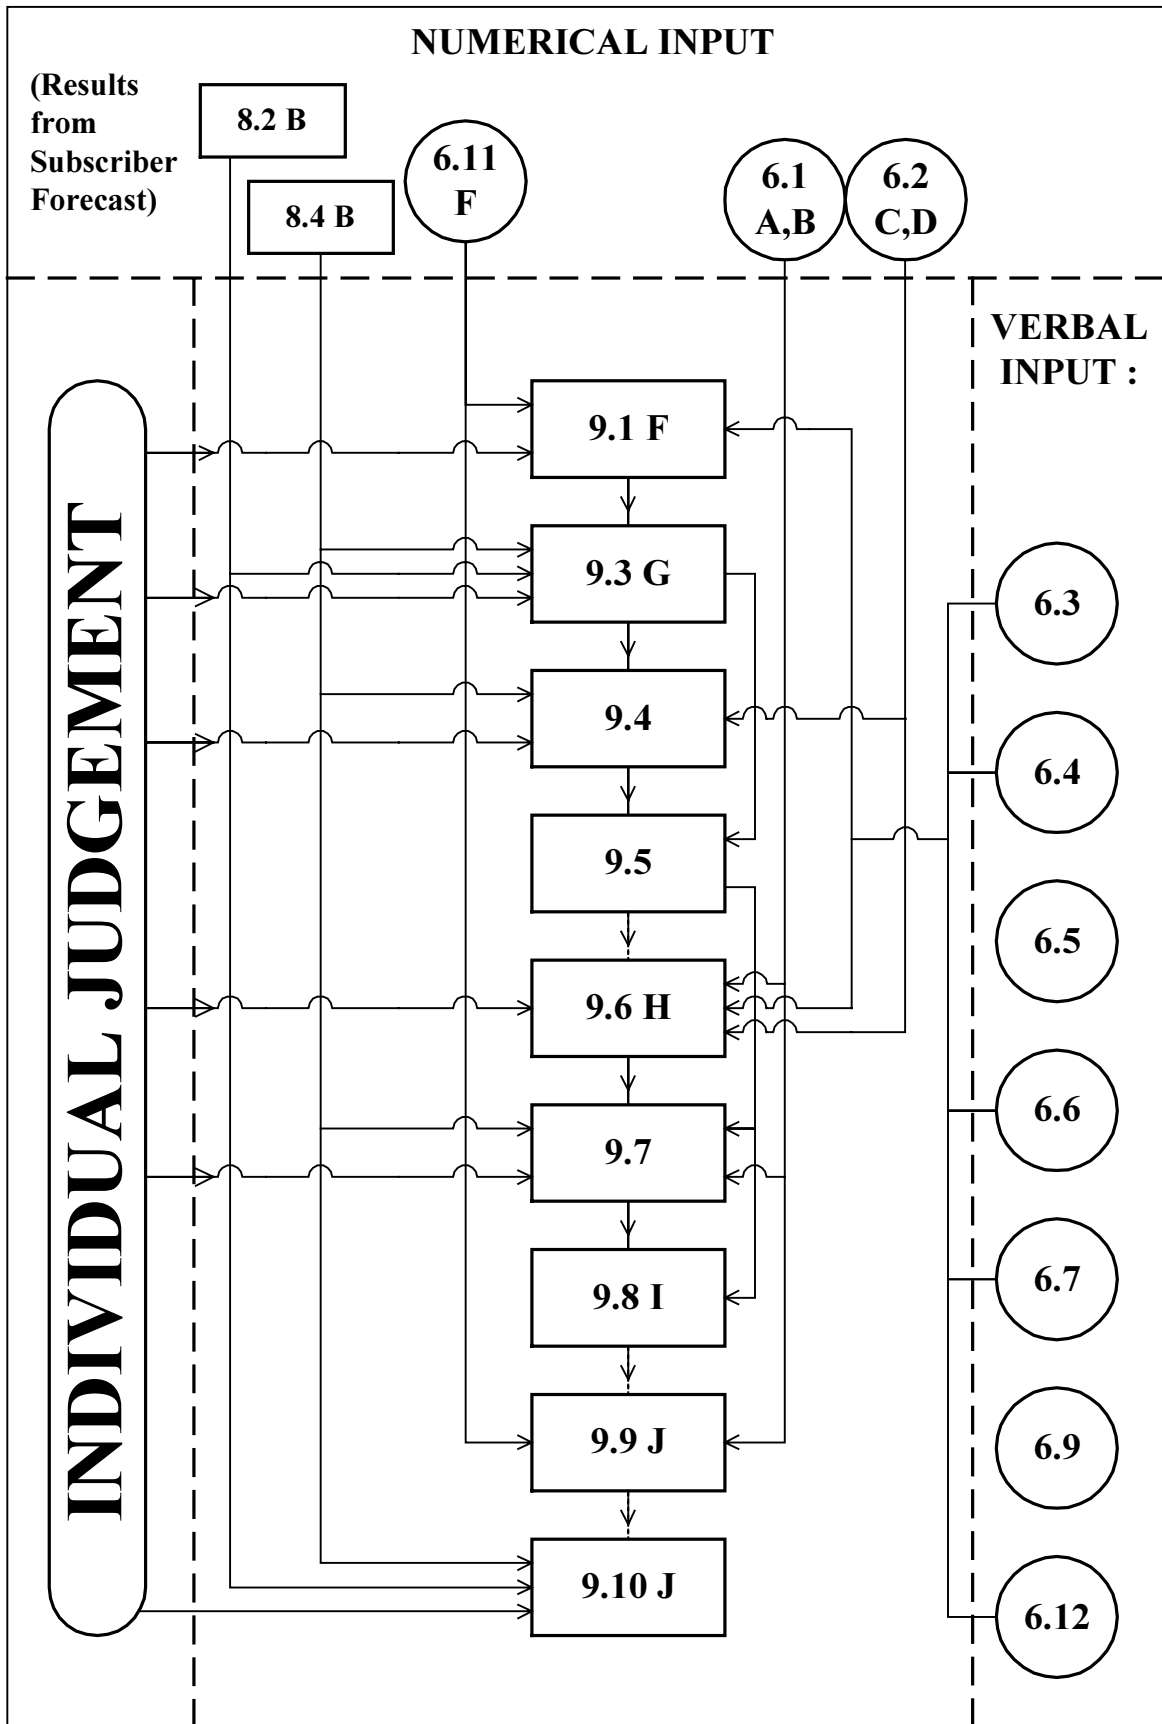 NUMERICAL INPUT
(Results
from
Subscriber
Forecast)
8.2 B
8.4 B
6.11
F
6.1
A,B
6.2
C,D
VERBAL
INPUT :
INDIVIDUAL JUDGEMENT
9.1 F
9.3 G
9.4
9.5
9.6 H
9.7
9.8 I
9.9 J
9.10 J
6.3
6.4
6.5
6.6
6.7
6.9
6.12